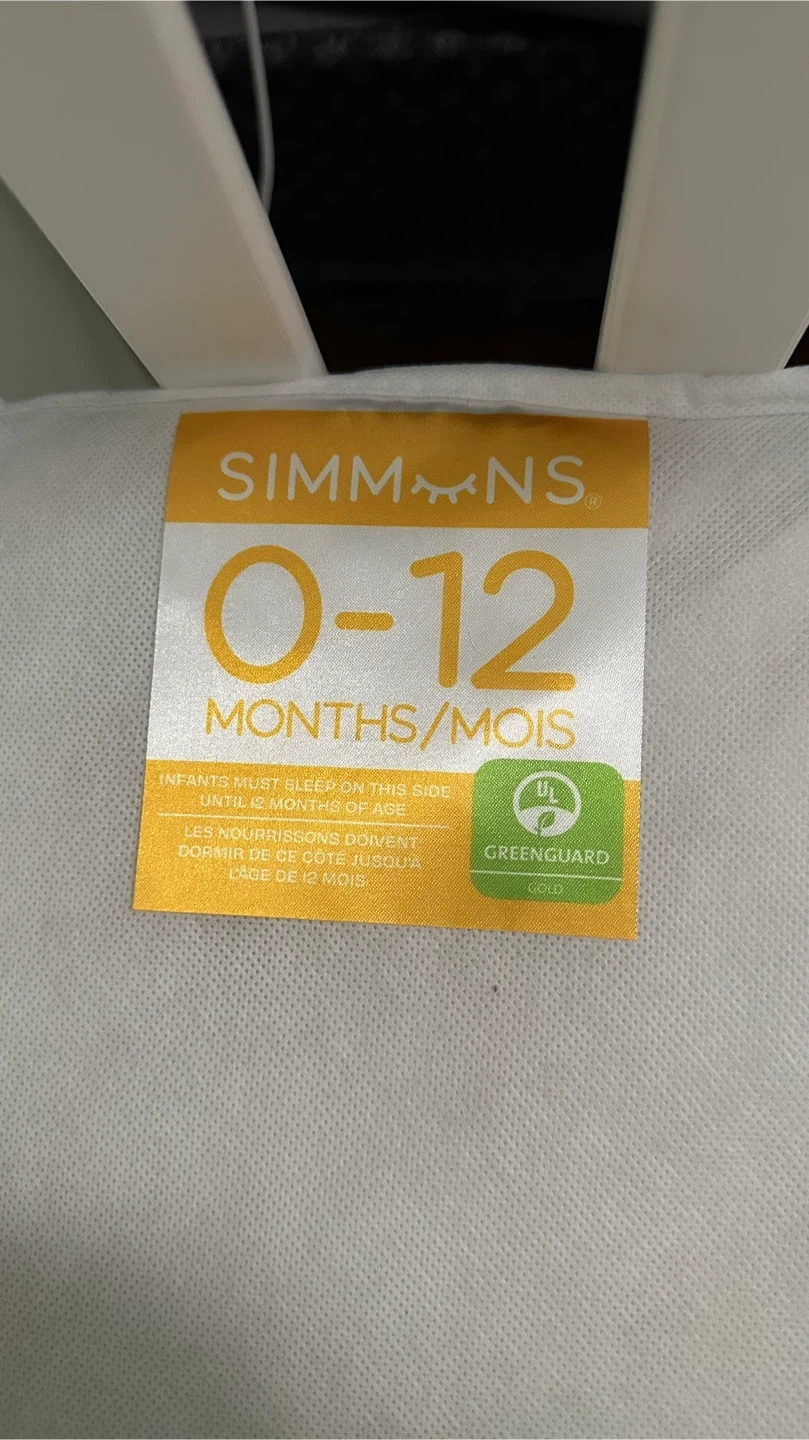 SIMMONS®
0-12
MONTHS/MOIS
INFANTS MUST SLEEP ON THIS SIDE
UNTIL 12 MONTHS OF AGE
LES NOURRISSONS DOIVENT
DORMIR DE CE CÔTÉ JUSQU'À
L'ÂGE DE 12 MOIS
UL
GREENGUARD
GOLD